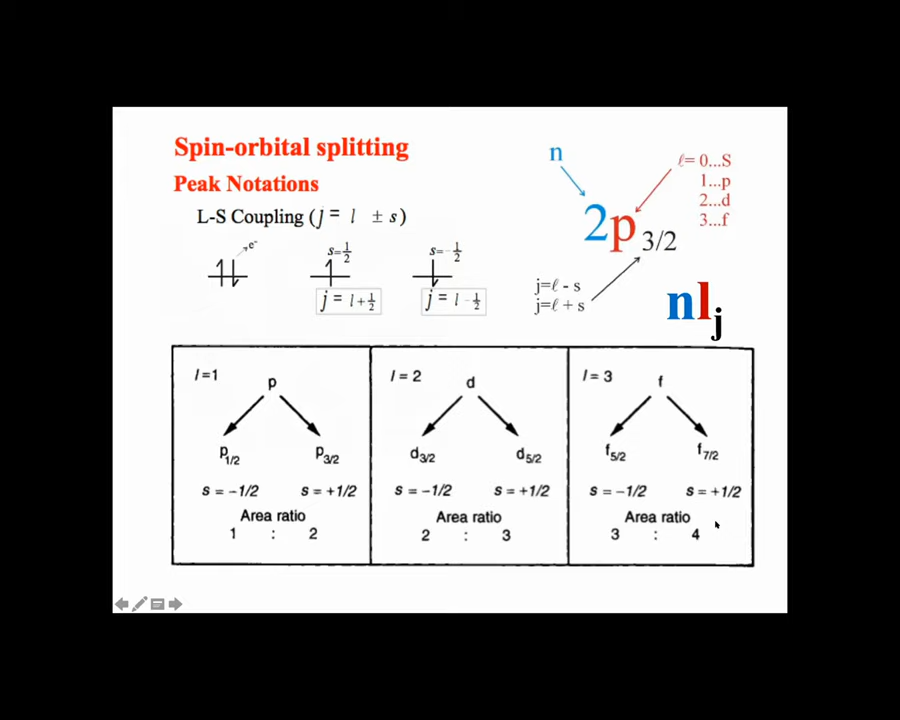 Spin-orbital splitting
Peak Notations
L-S Coupling (j = l ± s)
e-
s=1/2
s=-1/2
j = l+1/2
j = l-1/2
n
ℓ= 0...S
1...p
2...d
3...f
2p3/2
j=ℓ - s
j=ℓ + s
nlj
l=1
p
p1/2
p3/2
s = -1/2
s = +1/2
Area ratio
1 : 2
l = 2
d
d3/2
d5/2
s = -1/2
s = +1/2
Area ratio
2 : 3
l = 3
f
f5/2
f7/2
s = -1/2
s = +1/2
Area ratio
3 : 4